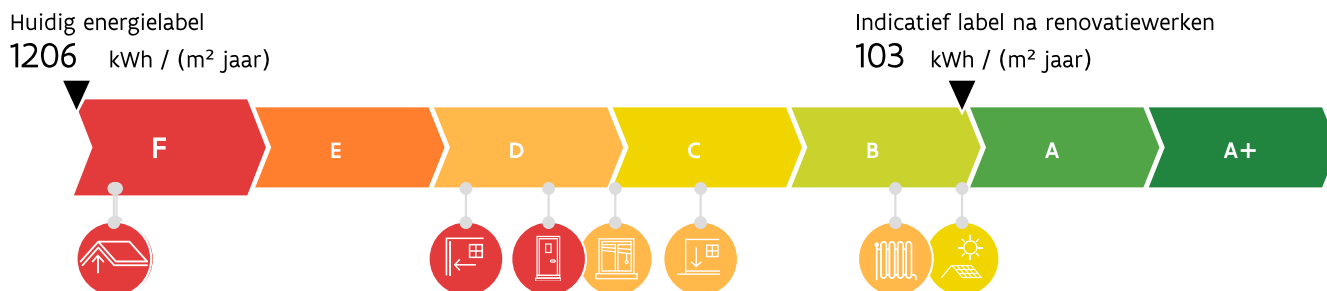 Huidig energielabel
1206 kWh / (m² jaar)
Indicatief label na renovatiewerken
103 kWh / (m² jaar)
F E D C B A A+